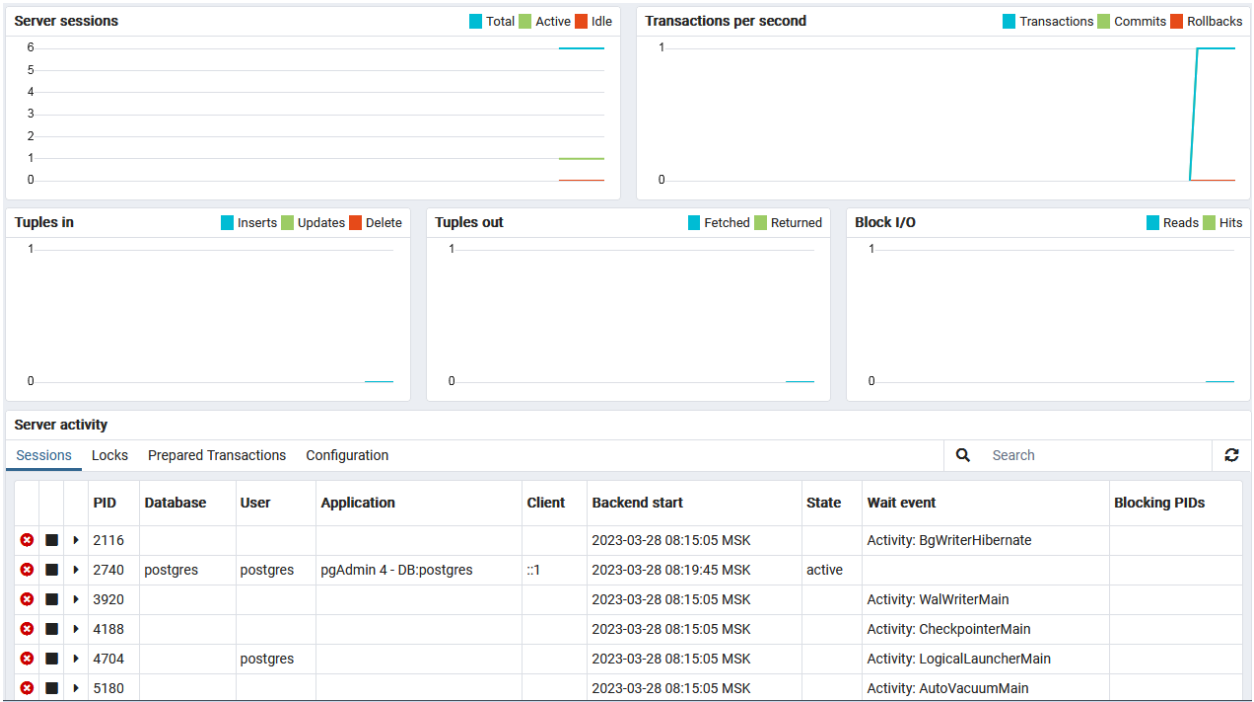 Server sessions Total Active Idle
6
5
4
3
2
1
0
Transactions per second Transactions Commits Rollbacks
1
0
Tuples in Inserts Updates Delete
1
0
Tuples out Fetched Returned
1
0
Block I/O Reads Hits
1
0
Server activity
Sessions Locks Prepared Transactions Configuration Search
PID Database User Application Client Backend start State Wait event Blocking PIDs
2116 2023-03-28 08:15:05 MSK Activity: BgWriterHibernate
2740 postgres postgres pgAdmin 4 - DB:postgres ::1 2023-03-28 08:19:45 MSK active
3920 2023-03-28 08:15:05 MSK Activity: WalWriterMain
4188 2023-03-28 08:15:05 MSK Activity: CheckpointerMain
4704 postgres 2023-03-28 08:15:05 MSK Activity: LogicalLauncherMain
5180 2023-03-28 08:15:05 MSK Activity: AutoVacuumMain